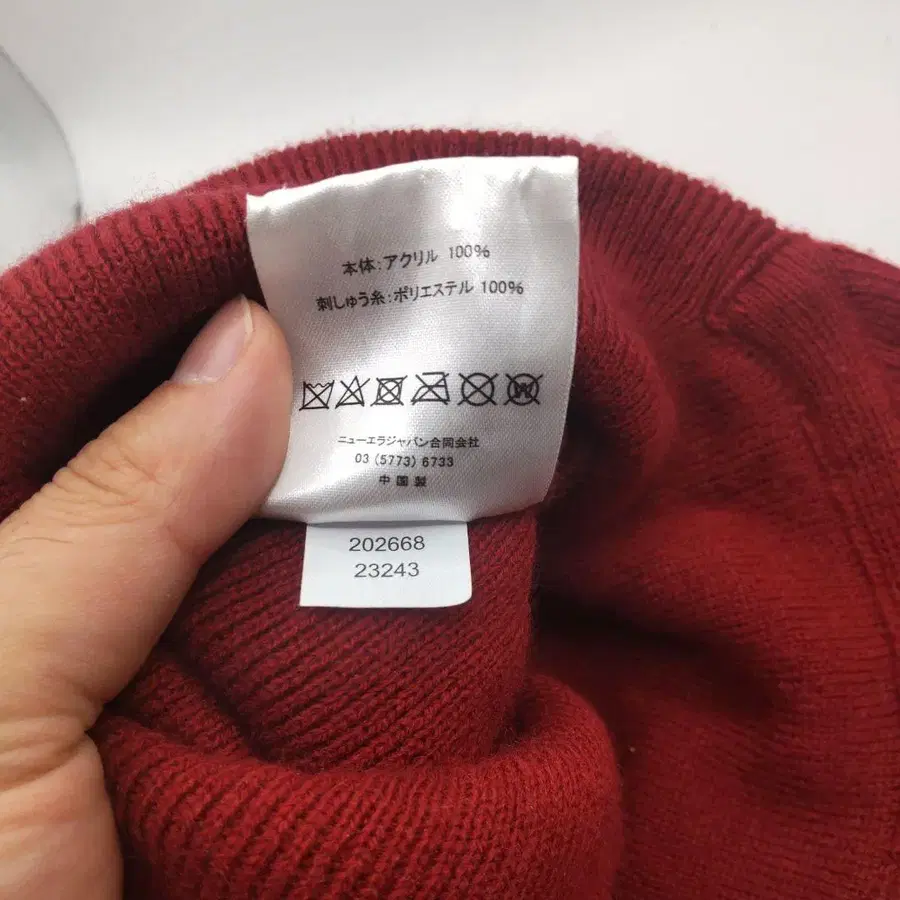 本体:アクリル 100%
刺しゅう糸:ポリエステル 100%
W
ニューエラジャパン合同会社
03 (5773) 6733
中国製
202668
23243